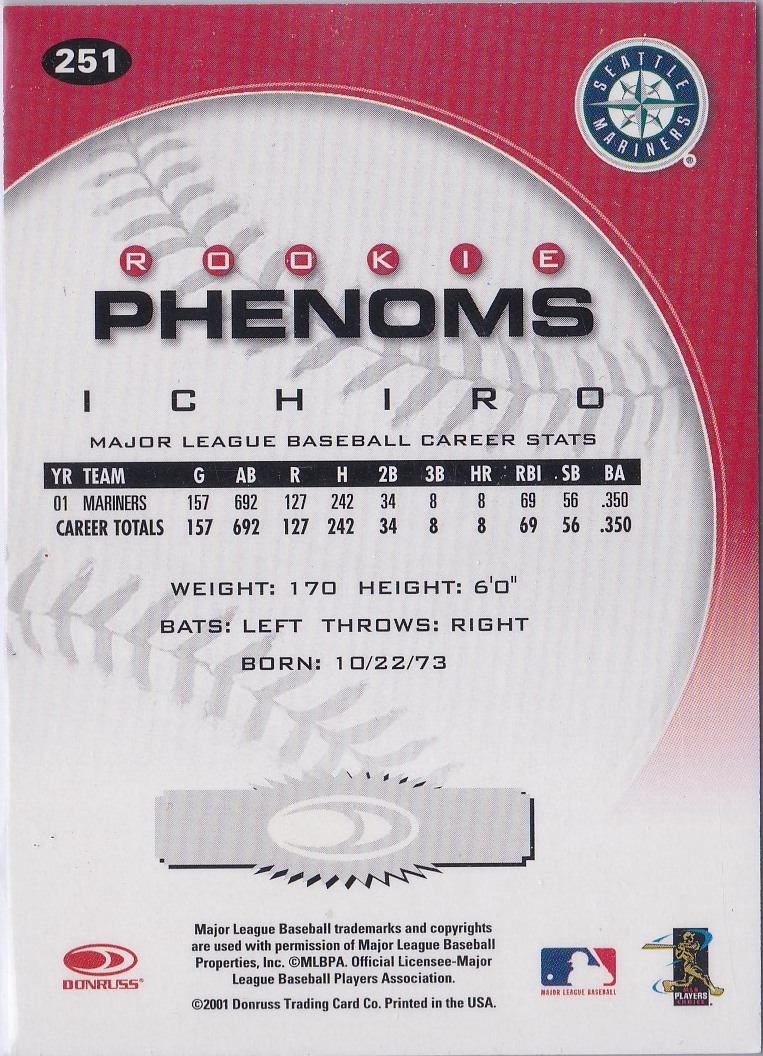 251
SEATTLE
MARINERS
®
ROOKIE
PHENOMS
ICHIRO
MAJOR LEAGUE BASEBALL CAREER STATS
YR TEAM G AB R H 2B 3B HR RBI SB BA
01 MARINERS 157 692 127 242 34 8 8 69 56 .350
CAREER TOTALS 157 692 127 242 34 8 8 69 56 .350
WEIGHT: 170 HEIGHT: 6'0"
BATS: LEFT THROWS: RIGHT
BORN: 10/22/73
Major League Baseball trademarks and copyrights
are used with permission of Major League Baseball
Properties, Inc. ©MLBPA. Official Licensee-Major
League Baseball Players Association.
©2001 Donruss Trading Card Co. Printed in the USA.
DONRUSS®
MAJOR LEAGUE BASEBALL
PLAYERS
CHOICE